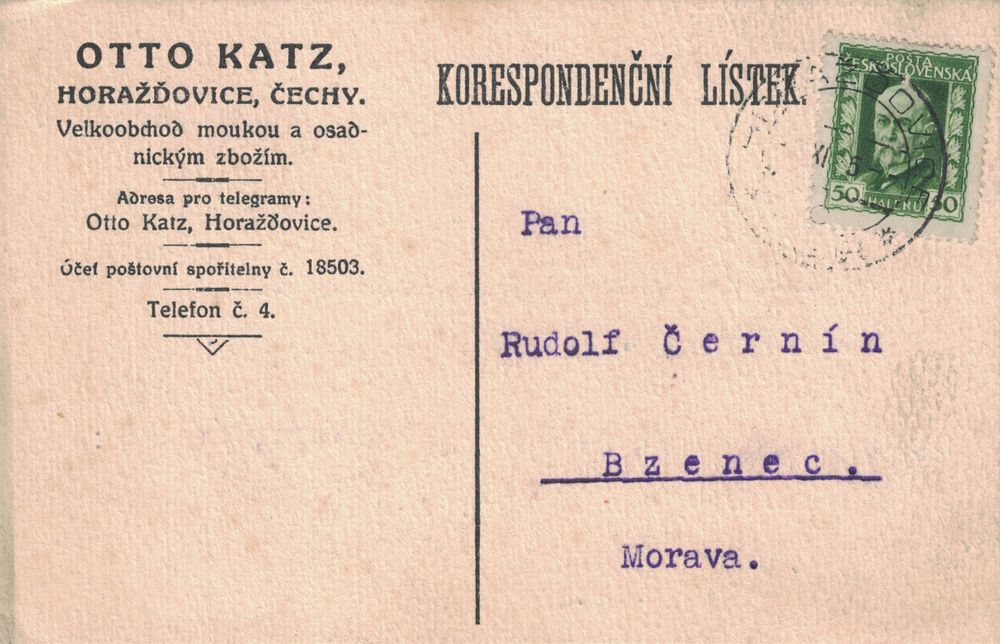 OTTO KATZ,
HORAŽĎOVICE, ČECHY.
Velkoobchod moukou a osad-
nickým zbožím.
Adresa pro telegramy:
Otto Katz, Horažďovice.
Účet poštovní spořitelny č. 18503.
Telefon č. 4.
KORESPONDENČNÍ LÍSTEK.
POŠTA
ČESKOSLOVENSKÁ
50 HALÉŘŮ 50
Pan
Rudolf Černín
Bzenec.
Morava.